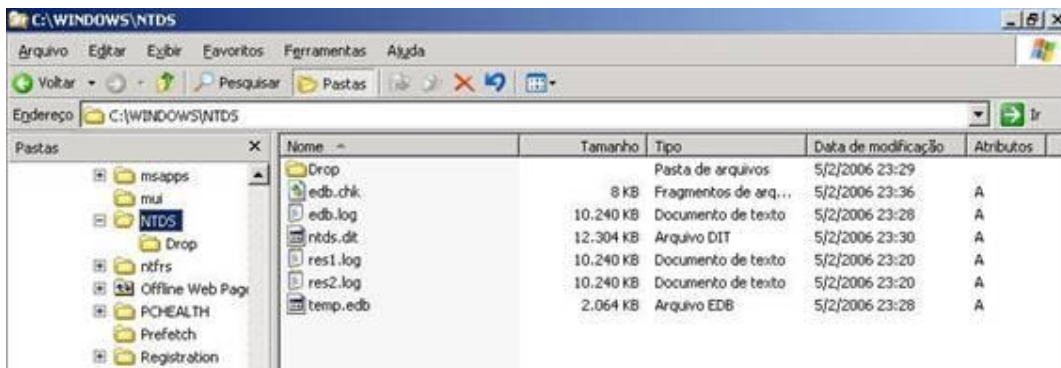 C:\WINDOWS\NTDS
Arquivo Editar Exibir Favoritos Ferramentas Ajuda
Voltar Pesquisar Pastas
Endereço C:\WINDOWS\NTDS Ir
Pastas
msapps
mui
NTDS
Drop
ntfrs
Offline Web Page
PCHEALTH
Prefetch
Registration
Nome Tamanho Tipo Data de modificação Atributos
Drop Pasta de arquivos 5/2/2006 23:29
edb.chk 8 KB Fragmentos de arq... 5/2/2006 23:36 A
edb.log 10.240 KB Documento de texto 5/2/2006 23:28 A
ntds.dit 12.304 KB Arquivo DIT 5/2/2006 23:30 A
res1.log 10.240 KB Documento de texto 5/2/2006 23:20 A
res2.log 10.240 KB Documento de texto 5/2/2006 23:20 A
temp.edb 2.064 KB Arquivo EDB 5/2/2006 23:28 A